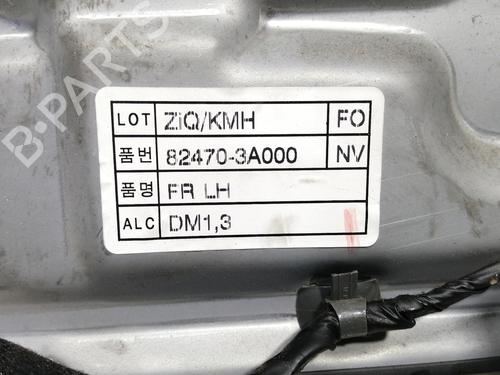 B-PARTS
LOT ZIQ/KMH FO
품번 82470-3A000 NV
품명 FR LH
ALC DM1,3